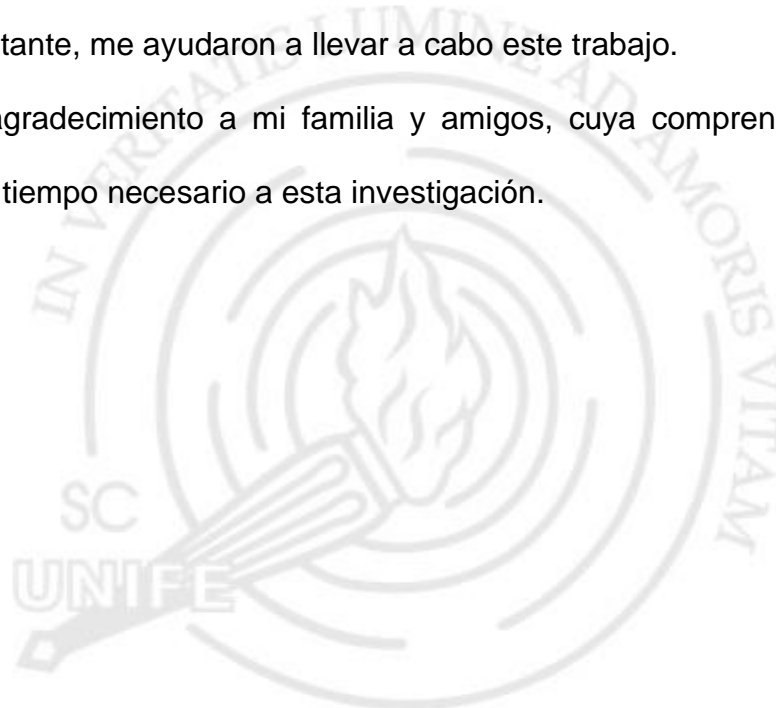 tante, me ayudaron a llevar a cabo este trabajo.
agradecimiento a mi familia y amigos, cuya compren
tiempo necesario a esta investigación.
IN VERITATE LUMINE AD AMORIS VITAM
SC
UNIFE